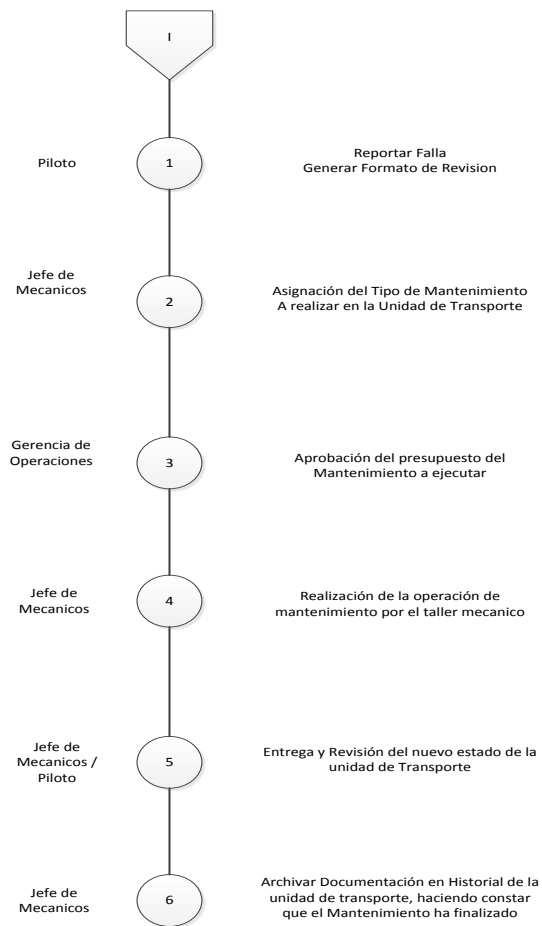 I
Piloto
1
Reportar Falla
Generar Formato de Revision
Jefe de
Mecanicos
2
Asignación del Tipo de Mantenimiento
A realizar en la Unidad de Transporte
Gerencia de
Operaciones
3
Aprobación del presupuesto del
Mantenimiento a ejecutar
Jefe de
Mecanicos
4
Realización de la operación de
mantenimiento por el taller mecanico
Jefe de
Mecanicos /
Piloto
5
Entrega y Revisión del nuevo estado de la
unidad de Transporte
Jefe de
Mecanicos
6
Archivar Documentación en Historial de la
unidad de transporte, haciendo constar
que el Mantenimiento ha finalizado